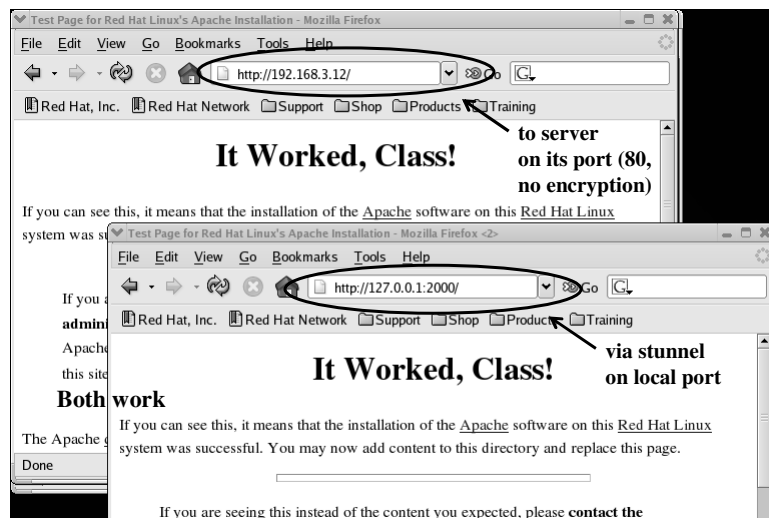 Test Page for Red Hat Linux's Apache Installation - Mozilla Firefox
File Edit View Go Bookmarks Tools Help
http://192.168.3.12/ Go G
Red Hat, Inc. Red Hat Network Support Shop Products Training
to server
on its port (80,
no encryption)
It Worked, Class!
If you can see this, it means that the installation of the Apache software on this Red Hat Linux
system was
Test Page for Red Hat Linux's Apache Installation - Mozilla Firefox <2>
File Edit View Go Bookmarks Tools Help
http://127.0.0.1:2000/ Go G
Red Hat, Inc. Red Hat Network Support Shop Products Training
via stunnel
on local port
It Worked, Class!
If you
admini
Apache
this site
Both work
If you can see this, it means that the installation of the Apache software on this Red Hat Linux
system was successful. You may now add content to this directory and replace this page.
The Apache
Done
If you are seeing this instead of the content you expected, please contact the